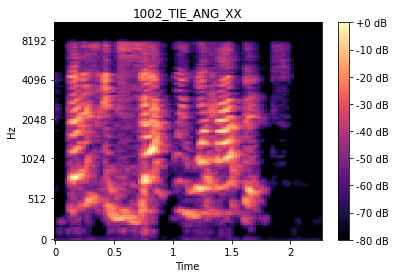 1002_TIE_ANG_XX
+0 dB
8192
-10 dB
4096
-20 dB
-30 dB
2048
Hz
-40 dB
1024
-50 dB
512
-60 dB
-70 dB
0
-80 dB
0 0.5 1 1.5 2
Time